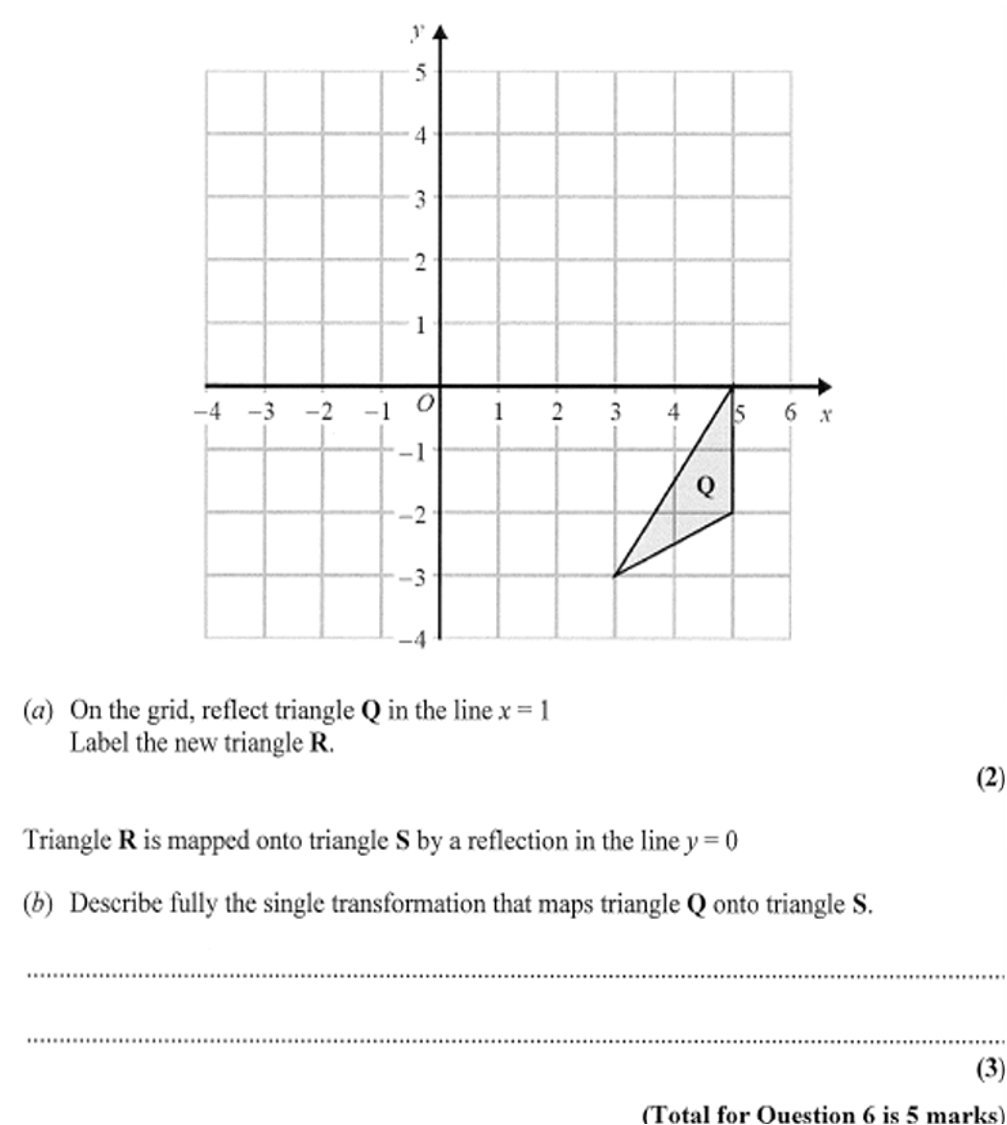 y
5
4
3
2
1
−4 −3 −2 −1 O 1 2 3 4 5 6 x
−1
Q
−2
−3
−4
(a) On the grid, reflect triangle Q in the line x = 1
Label the new triangle R.
(2)
Triangle R is mapped onto triangle S by a reflection in the line y = 0
(b) Describe fully the single transformation that maps triangle Q onto triangle S.
(3)
(Total for Question 6 is 5 marks)